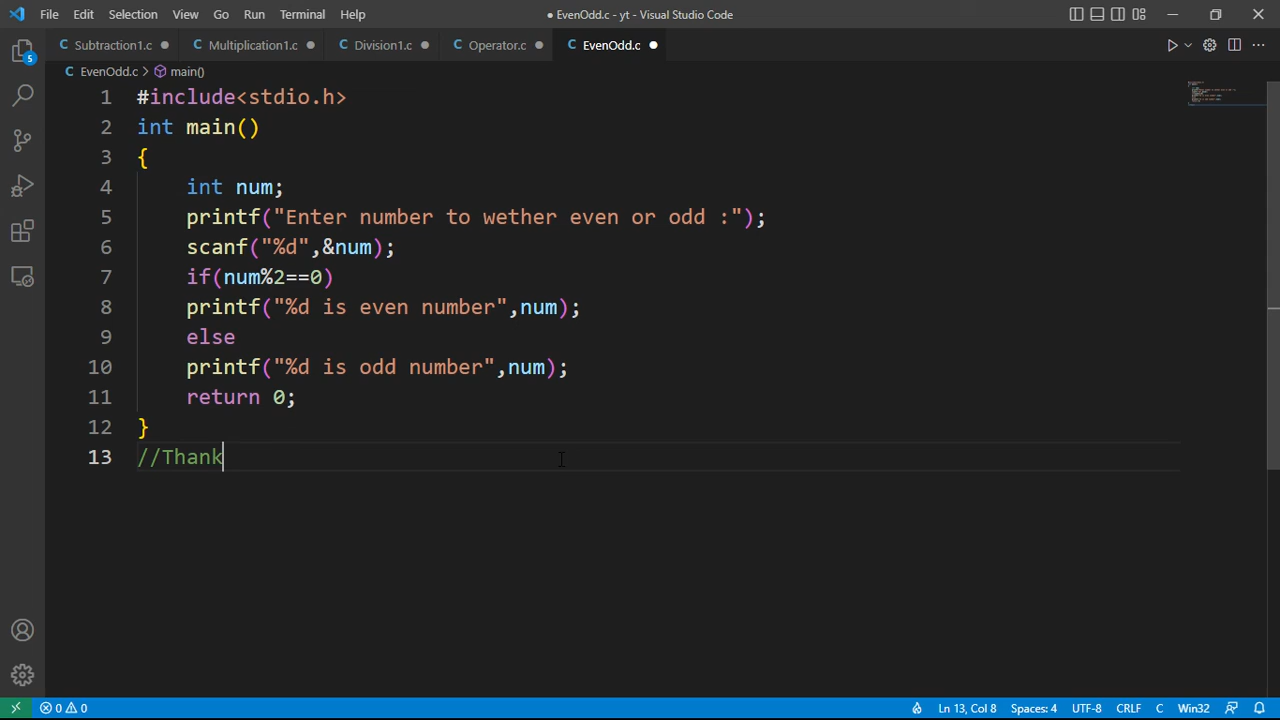 File Edit Selection View Go Run Terminal Help ● EvenOdd.c - yt - Visual Studio Code
C Subtraction1.c ● C Multiplication1.c ● C Division1.c ● C Operator.c ● C EvenOdd.c ●
C EvenOdd.c > main()
1 #include<stdio.h>
2 int main()
3 {
4 int num;
5 printf("Enter number to wether even or odd :");
6 scanf("%d",&num);
7 if(num%2==0)
8 printf("%d is even number",num);
9 else
10 printf("%d is odd number",num);
11 return 0;
12 }
13 //Thank
5
0 0 Ln 13, Col 8 Spaces: 4 UTF-8 CRLF C Win32